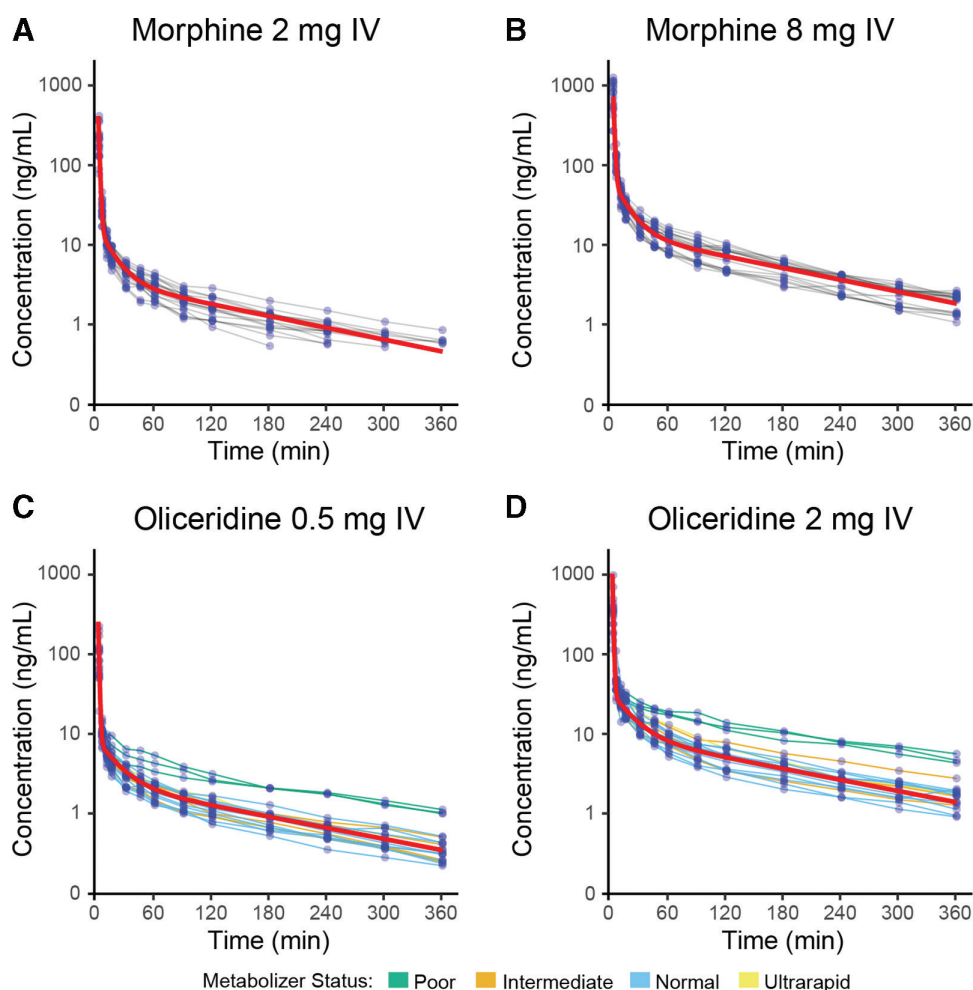 A Morphine 2 mg IV
Concentration (ng/mL)
1000
100
10
1
0
0 60 120 180 240 300 360
Time (min)
B Morphine 8 mg IV
Concentration (ng/mL)
1000
100
10
1
0
0 60 120 180 240 300 360
Time (min)
C Oliceridine 0.5 mg IV
Concentration (ng/mL)
1000
100
10
1
0
0 60 120 180 240 300 360
Time (min)
D Oliceridine 2 mg IV
Concentration (ng/mL)
1000
100
10
1
0
0 60 120 180 240 300 360
Time (min)
Metabolizer Status: Poor Intermediate Normal Ultrarapid